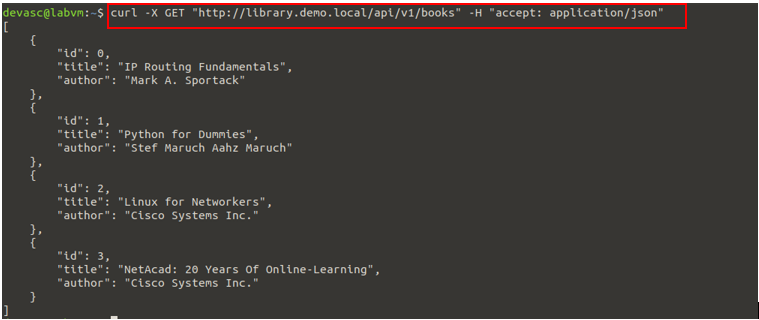 devasc@labvm:~$ curl -X GET "http://library.demo.local/api/v1/books" -H "accept: application/json"
[
    {
        "id": 0,
        "title": "IP Routing Fundamentals",
        "author": "Mark A. Sportack"
    },
    {
        "id": 1,
        "title": "Python for Dummies",
        "author": "Stef Maruch Aahz Maruch"
    },
    {
        "id": 2,
        "title": "Linux for Networkers",
        "author": "Cisco Systems Inc."
    },
    {
        "id": 3,
        "title": "NetAcad: 20 Years Of Online-Learning",
        "author": "Cisco Systems Inc."
    }
]